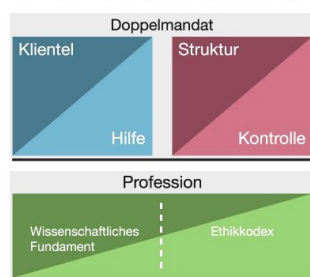 Doppelmandat
Klientel
Struktur
Hilfe
Kontrolle
Profession
Wissenschaftliches
Fundament
Ethikkodex